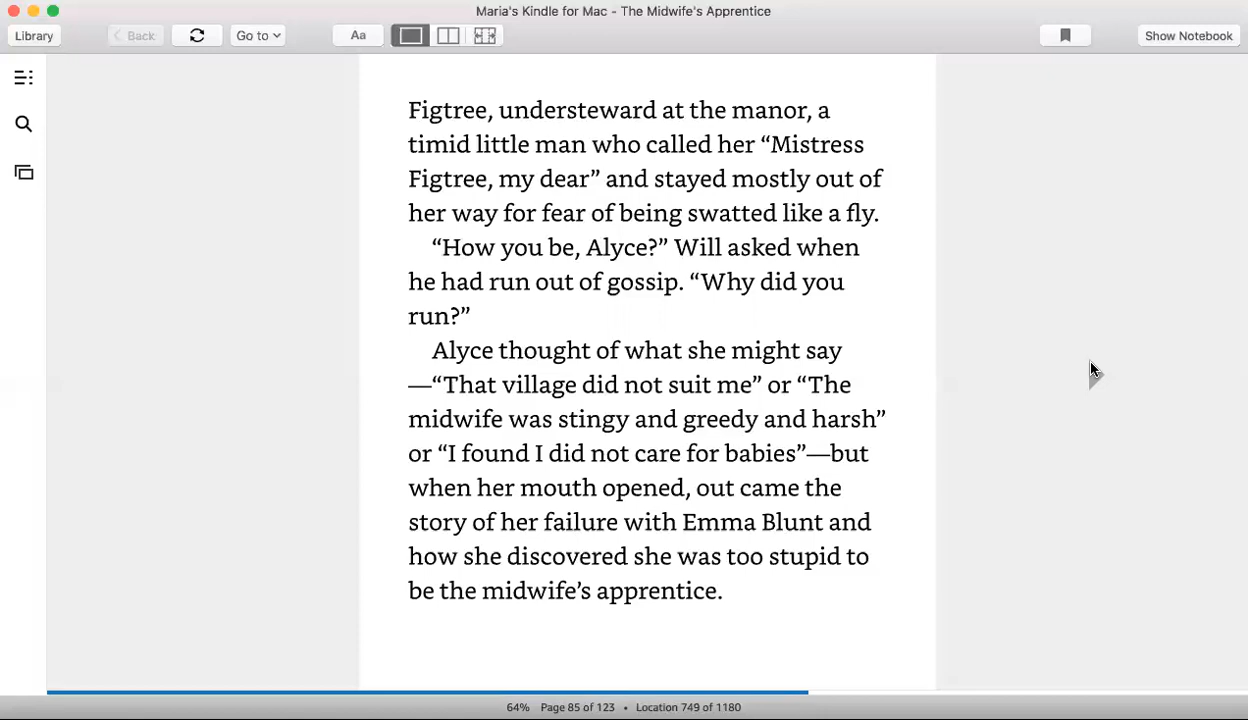 Maria's Kindle for Mac - The Midwife's Apprentice
Library
Back
Go to
Aa
Show Notebook
Figtree, understeward at the manor, a
timid little man who called her “Mistress
Figtree, my dear” and stayed mostly out of
her way for fear of being swatted like a fly.
“How you be, Alyce?” Will asked when
he had run out of gossip. “Why did you
run?”
Alyce thought of what she might say
—“That village did not suit me” or “The
midwife was stingy and greedy and harsh”
or “I found I did not care for babies”—but
when her mouth opened, out came the
story of her failure with Emma Blunt and
how she discovered she was too stupid to
be the midwife’s apprentice.
64% Page 85 of 123 • Location 749 of 1180